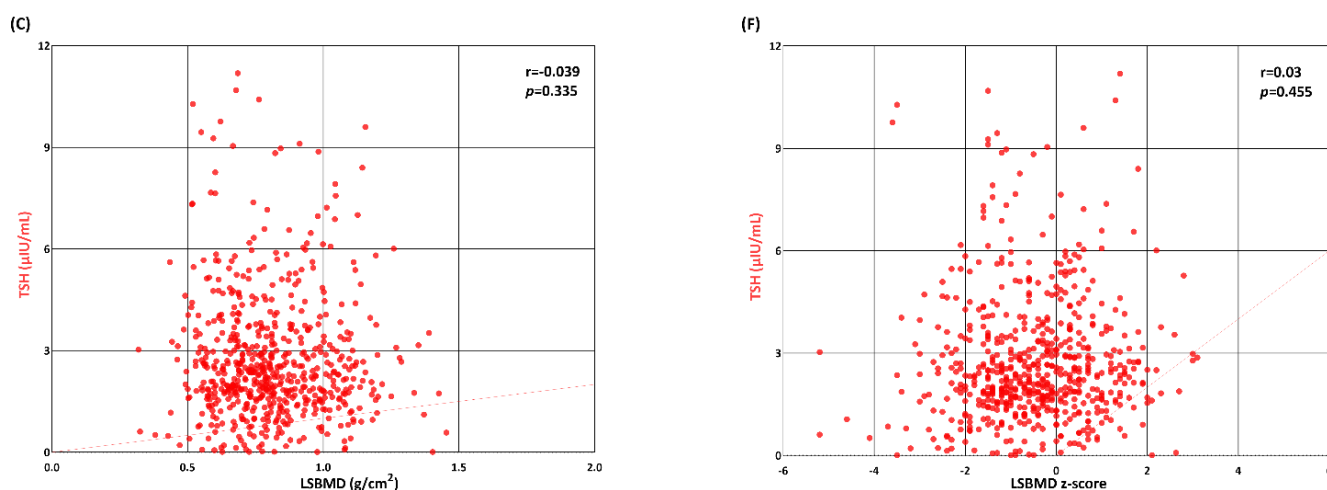 (C)
12
9
6
3
0
TSH (µIU/mL)
r=-0.039
p=0.335
0.0 0.5 1.0 1.5 2.0
LSBMD (g/cm²)
(F)
12
9
6
3
0
TSH (µIU/mL)
r=0.03
p=0.455
-6 -4 -2 0 2 4 6
LSBMD z-score